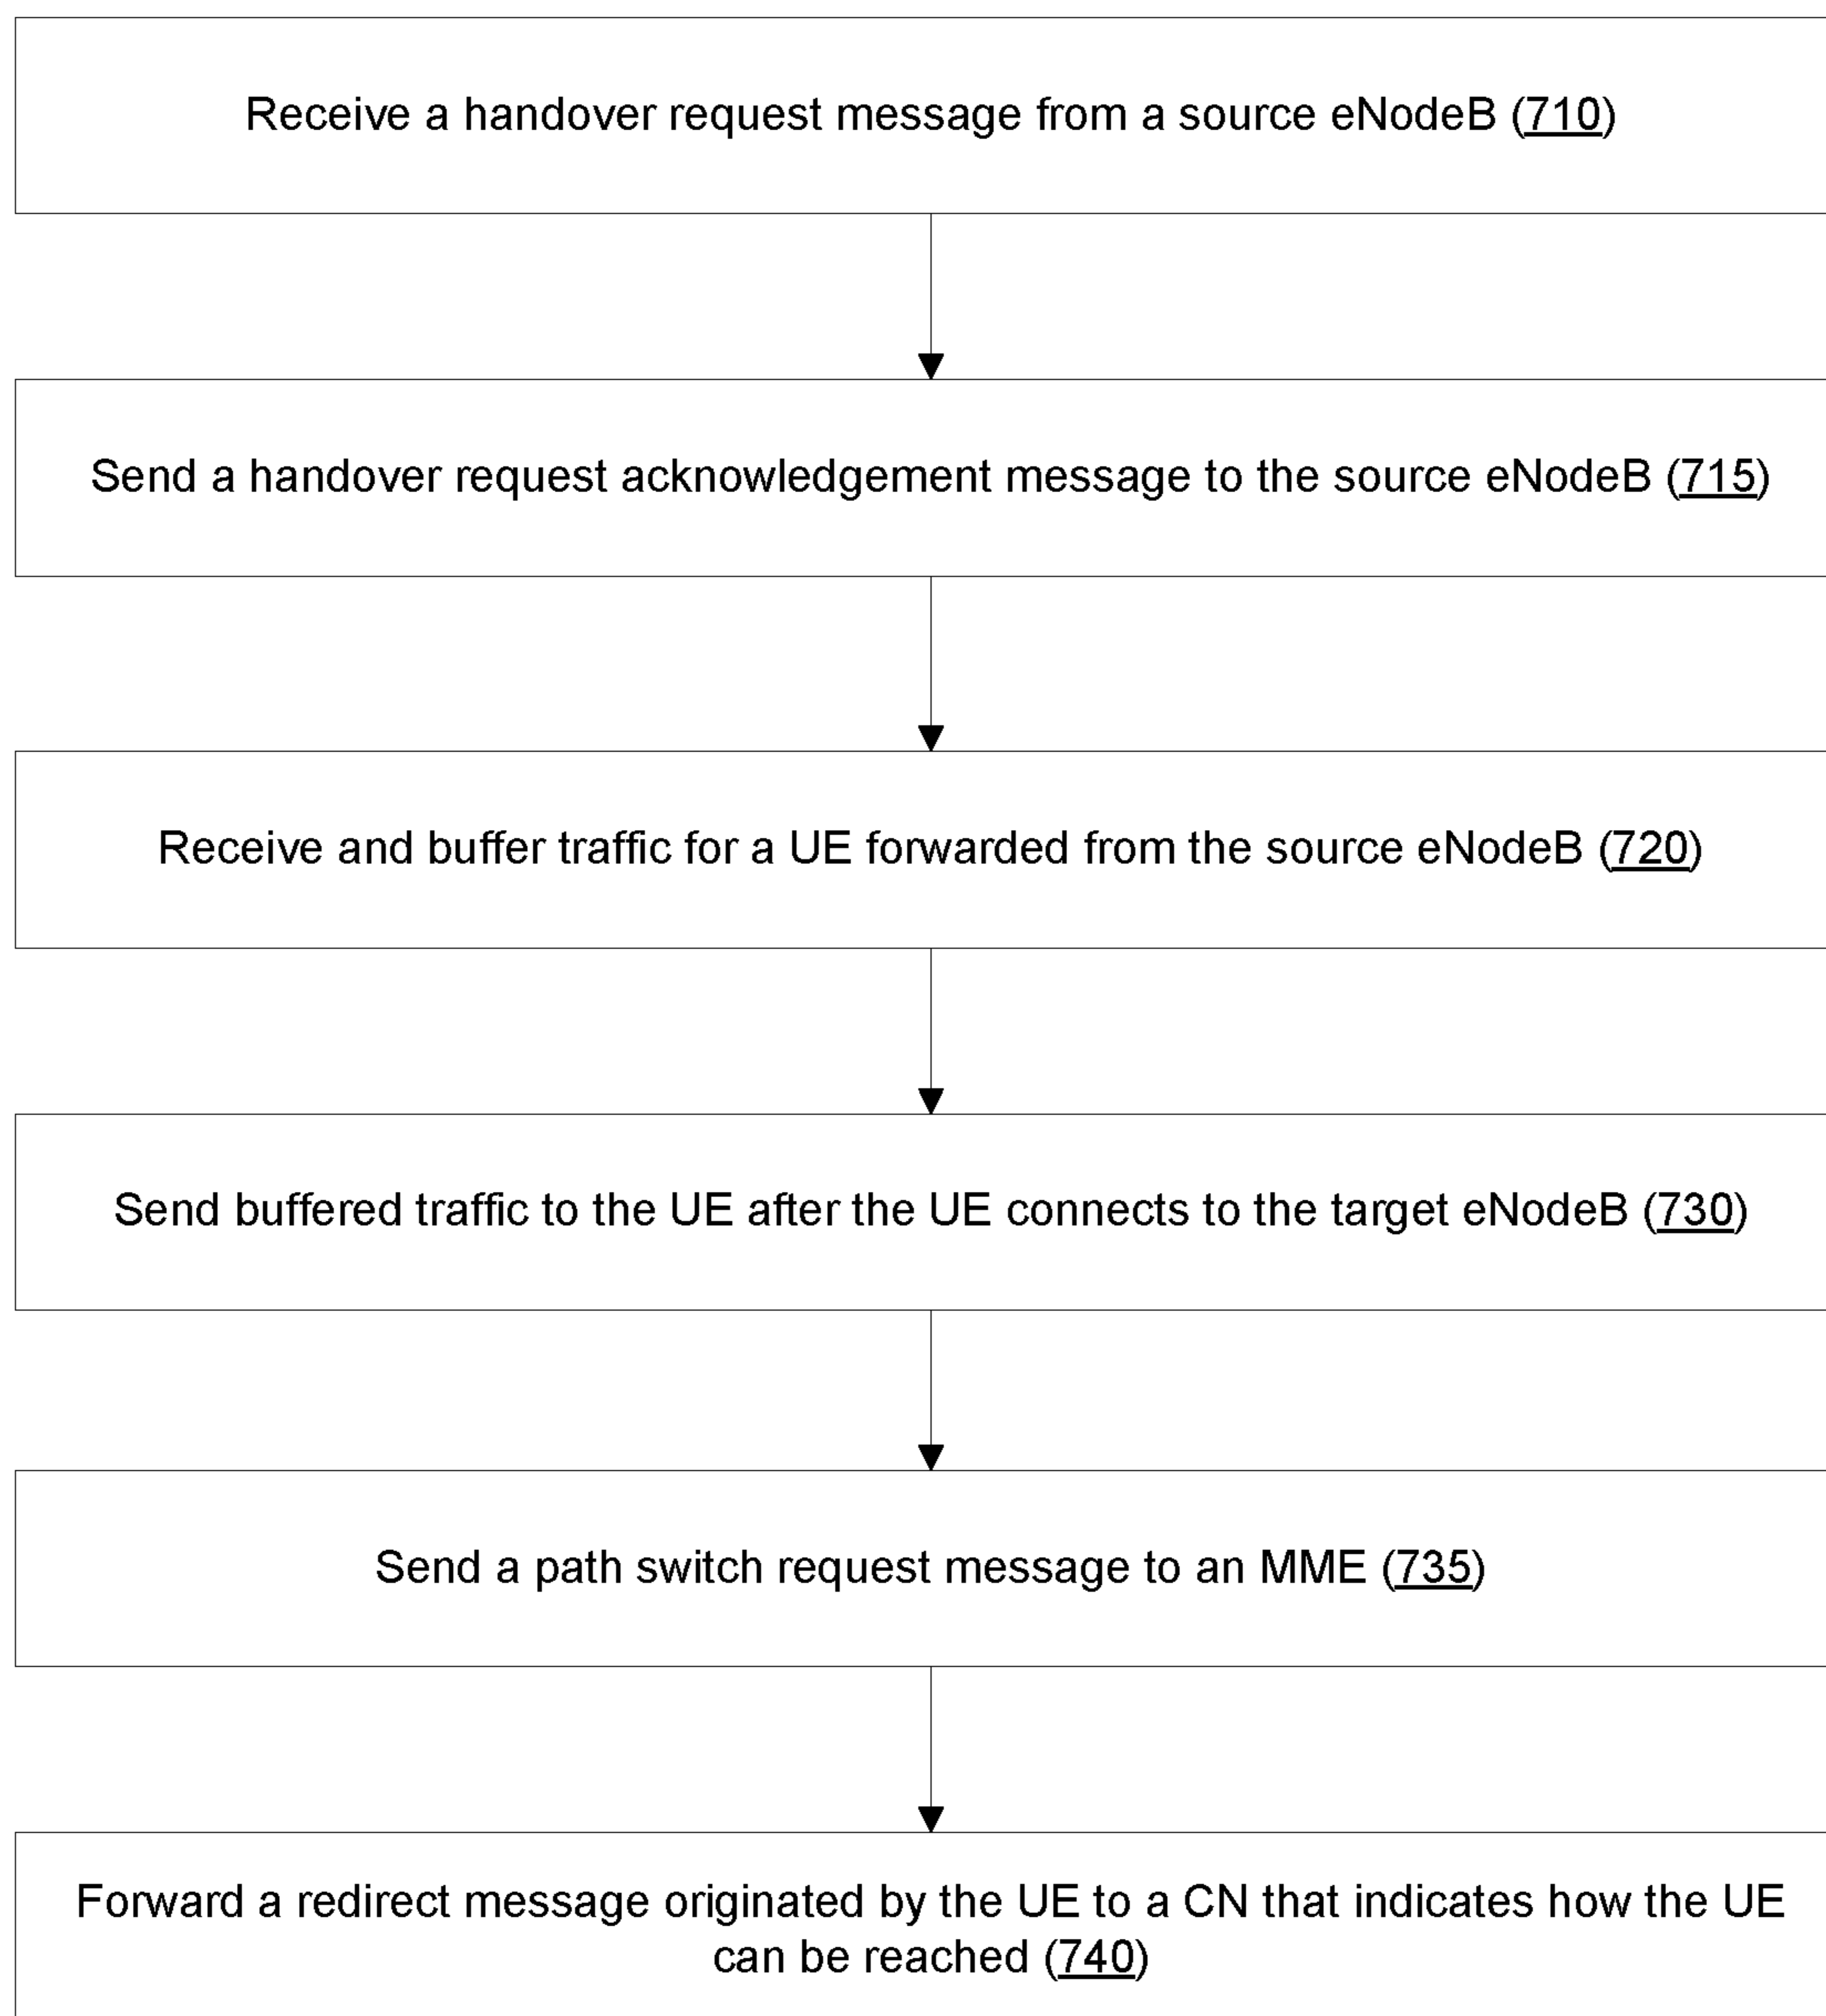 Receive a handover request message from a source eNodeB (710)
Send a handover request acknowledgement message to the source eNodeB (715)
Receive and buffer traffic for a UE forwarded from the source eNodeB (720)
Send buffered traffic to the UE after the UE connects to the target eNodeB (730)
Send a path switch request message to an MME (735)
Forward a redirect message originated by the UE to a CN that indicates how the UE
can be reached (740)